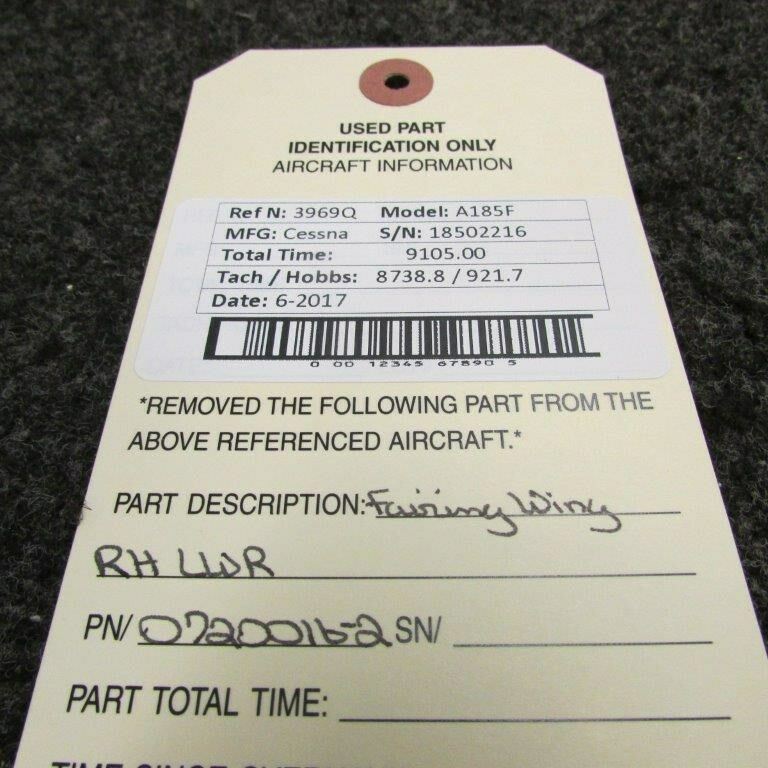 USED PART
IDENTIFICATION ONLY
AIRCRAFT INFORMATION
Ref N: 3969Q Model: A185F
MFG: Cessna S/N: 18502216
Total Time: 9105.00
Tach / Hobbs: 8738.8 / 921.7
Date: 6-2017
0 00 12345 67890 5
*REMOVED THE FOLLOWING PART FROM THE
ABOVE REFERENCED AIRCRAFT.*
PART DESCRIPTION: Fairing Wing
RH LWR
PN/ 0720016-2 SN/
PART TOTAL TIME:
TIME SINCE